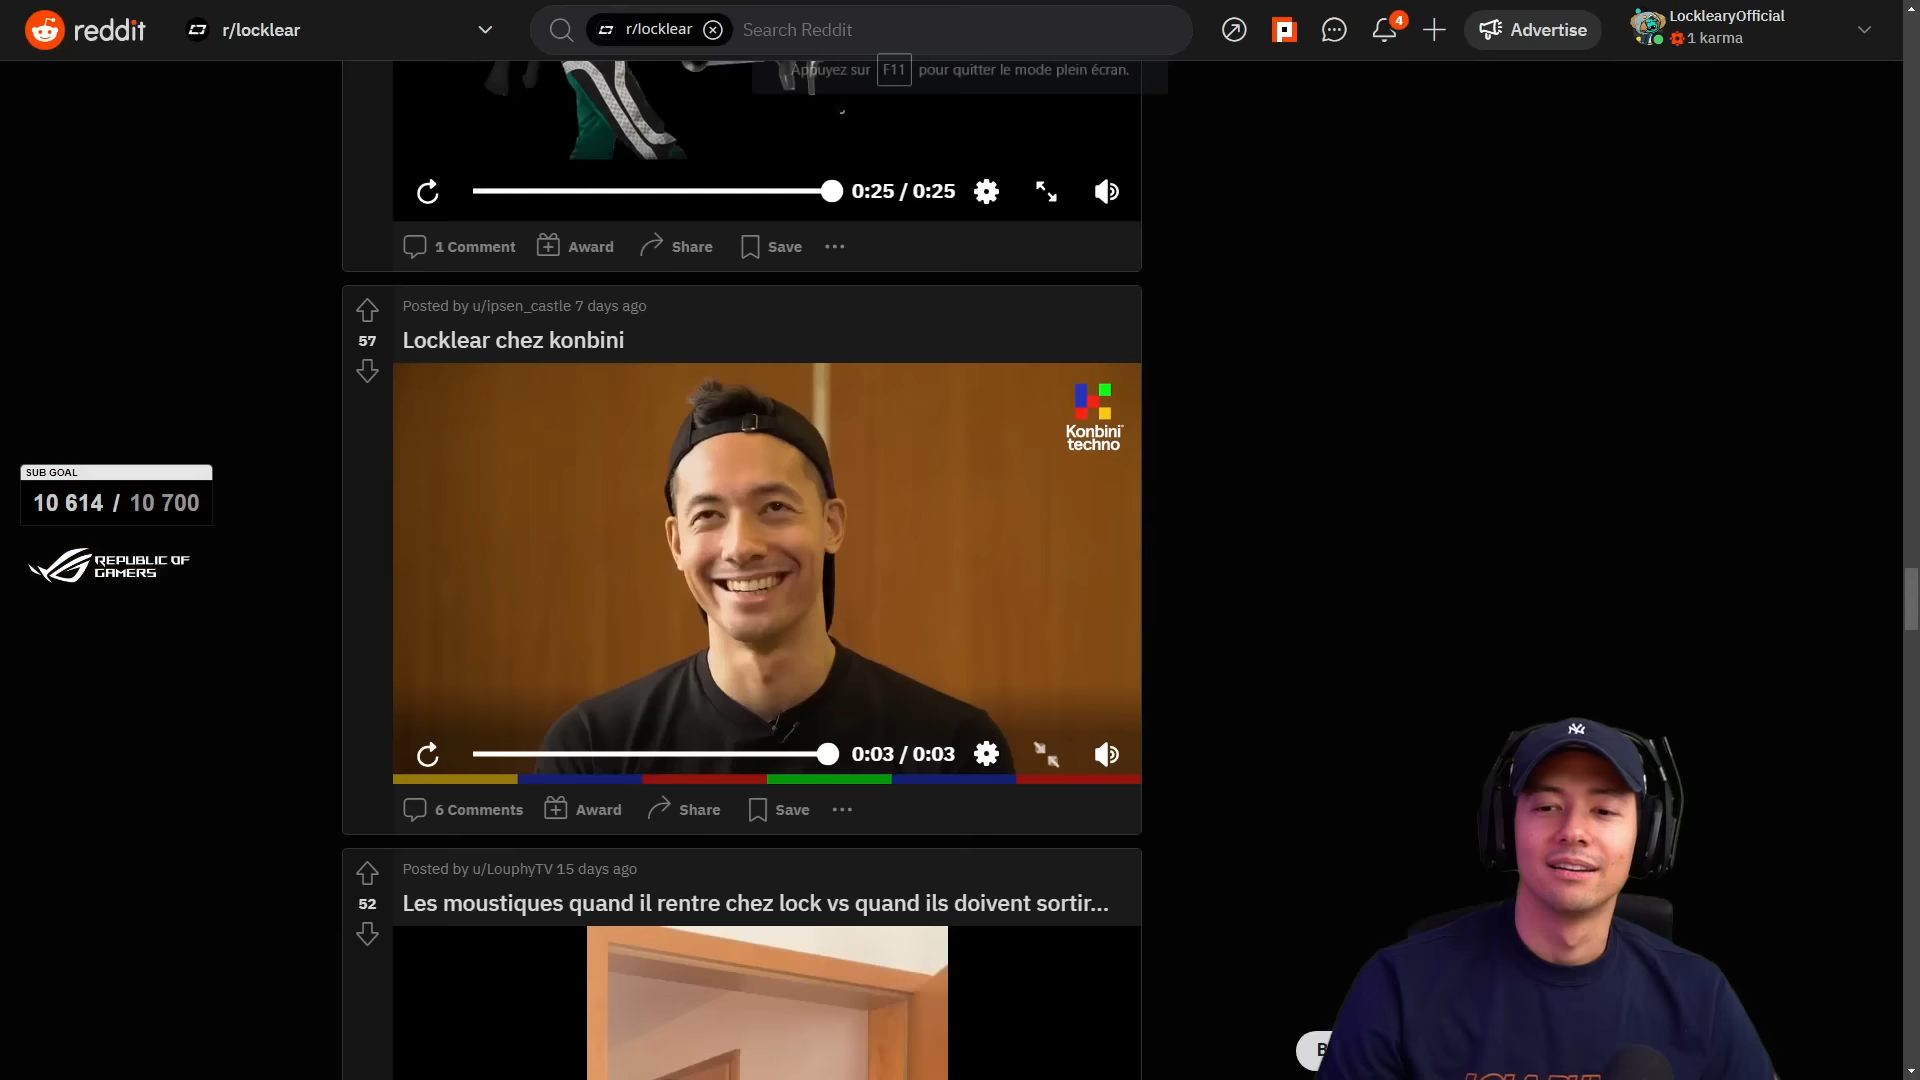 reddit
r/locklear
r/locklear
Search Reddit
4
Advertise
LocklearyOfficial
1 karma
Appuyez sur F11 pour quitter le mode plein écran.
0:25 / 0:25
1 Comment
Award
Share
Save
Posted by u/ipsen_castle 7 days ago
57
Locklear chez konbini
Konbini
techno
SUB GOAL
10 614 / 10 700
REPUBLIC OF
GAMERS
0:03 / 0:03
6 Comments
Award
Share
Save
Posted by u/LouphyTV 15 days ago
52
Les moustiques quand il rentre chez lock vs quand ils doivent sortir...
NY